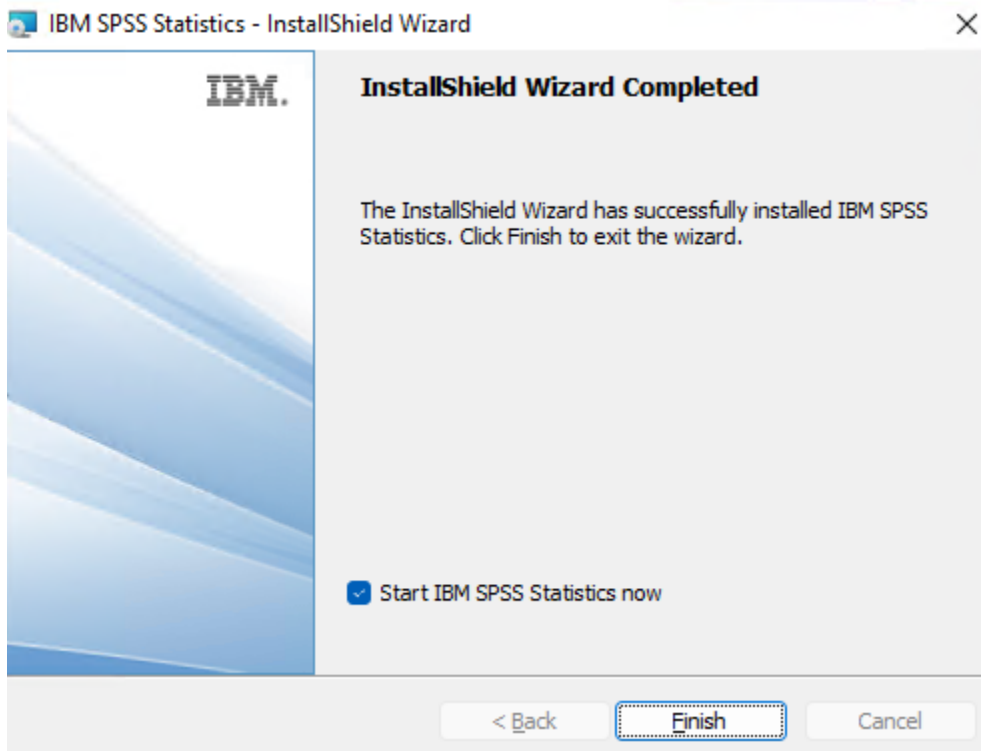 IBM SPSS Statistics - InstallShield Wizard
IBM.
InstallShield Wizard Completed
The InstallShield Wizard has successfully installed IBM SPSS
Statistics. Click Finish to exit the wizard.
Start IBM SPSS Statistics now
< Back
Finish
Cancel